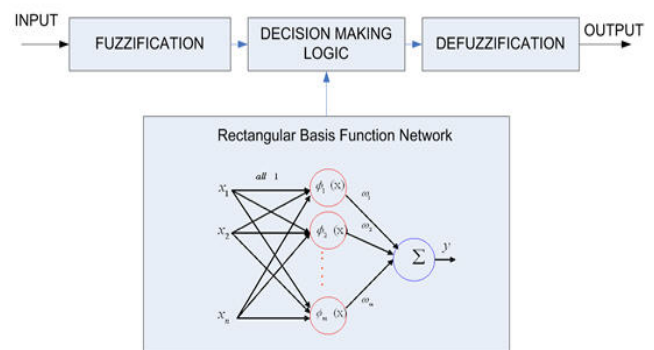 INPUT
FUZZIFICATION
DECISION MAKING
LOGIC
DEFUZZIFICATION
OUTPUT
Rectangular Basis Function Network
all 1
x₁
x₂
xₙ
ϕ₁ (x)
ϕ₂ (x)
ϕₘ (x)
ω₁
ω₂
ωₘ
Σ
y